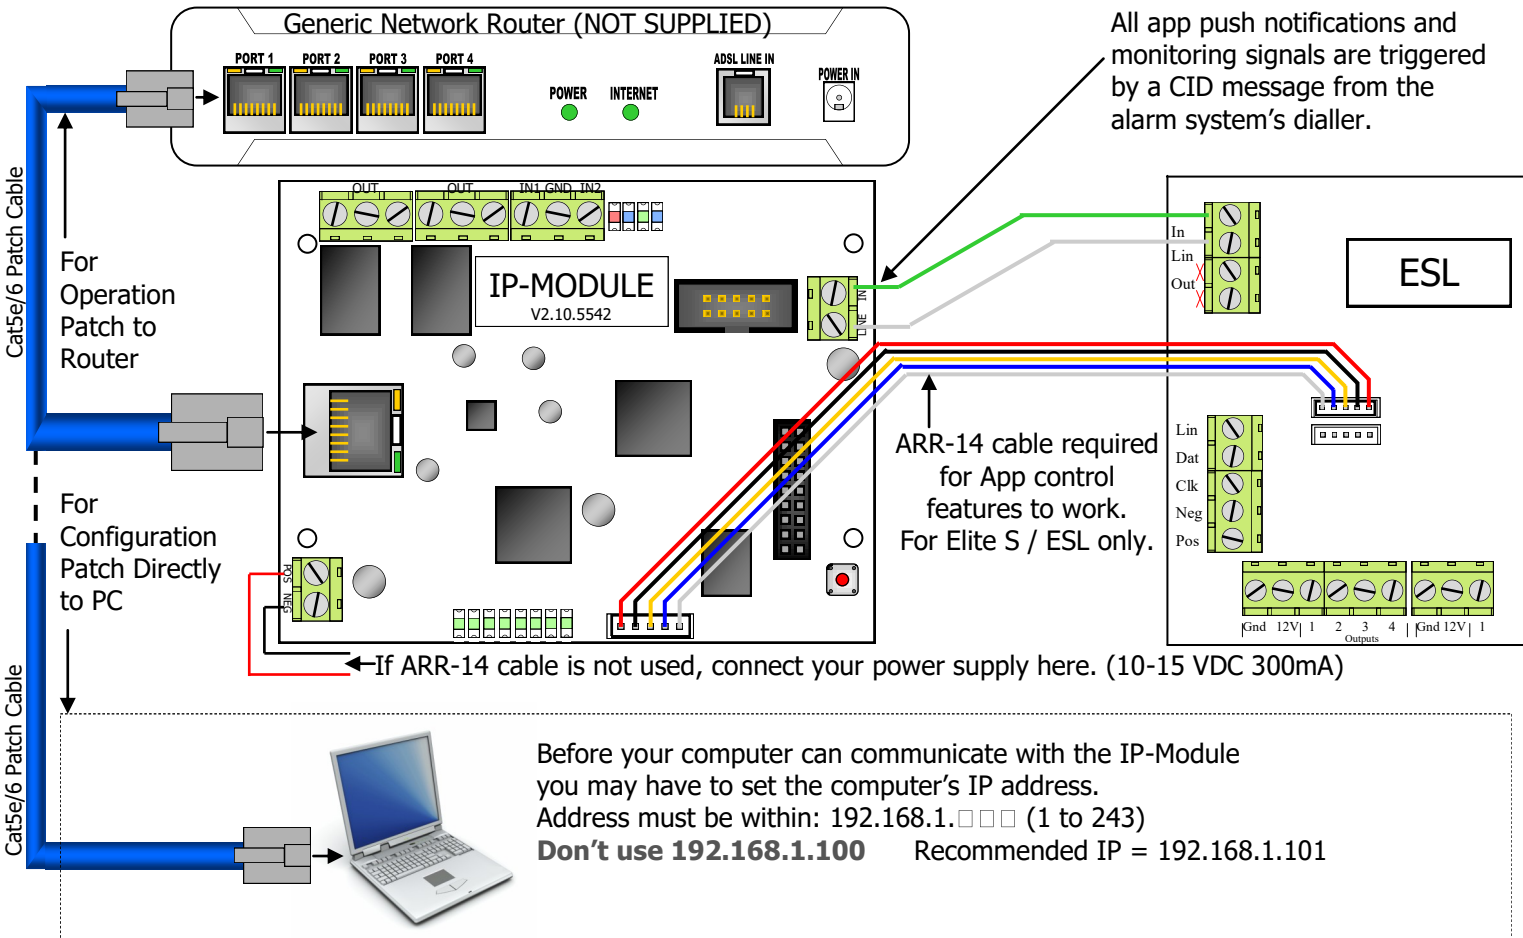 Generic Network Router (NOT SUPPLIED)
PORT 1 PORT 2 PORT 3 PORT 4
POWER INTERNET
ADSL LINE IN
POWER IN
All app push notifications and
monitoring signals are triggered
by a CID message from the
alarm system's dialler.
Cat5e/6 Patch Cable
For
Operation
Patch to
Router
OUT OUT IN1 GND IN2
IP-MODULE
V2.10.5542
LINE IN
In
Lin
Out
ESL
ARR-14 cable required
for App control
features to work.
For Elite S / ESL only.
Lin
Dat
Clk
Neg
Pos
Gnd 12V 1 2 3 4 Gnd 12V 1
Outputs
For
Configuration
Patch Directly
to PC
POS
NEG
If ARR-14 cable is not used, connect your power supply here. (10-15 VDC 300mA)
Cat5e/6 Patch Cable
Before your computer can communicate with the IP-Module
you may have to set the computer's IP address.
Address must be within: 192.168.1.□□□ (1 to 243)
Don't use 192.168.1.100 Recommended IP = 192.168.1.101